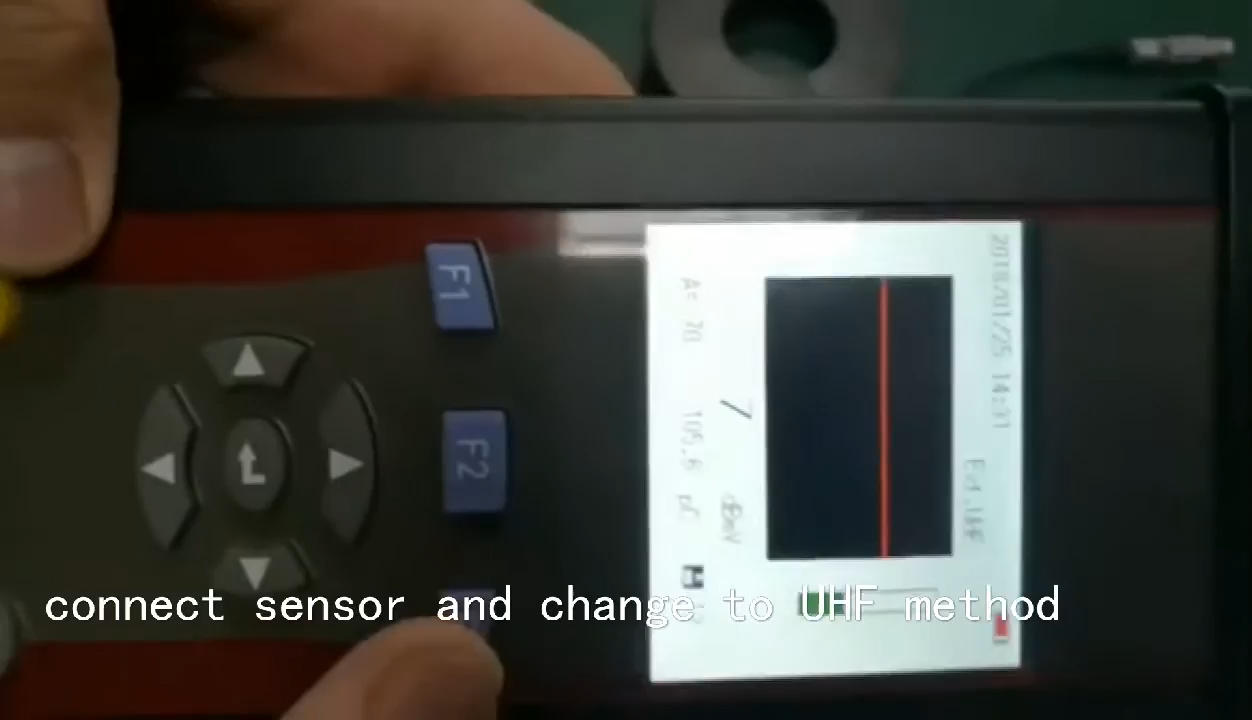 2018/01/25 14:31
Ext.UHF
7 dBmV
A= 70 105.6 pC
F1
F2
connect sensor and change to UHF method